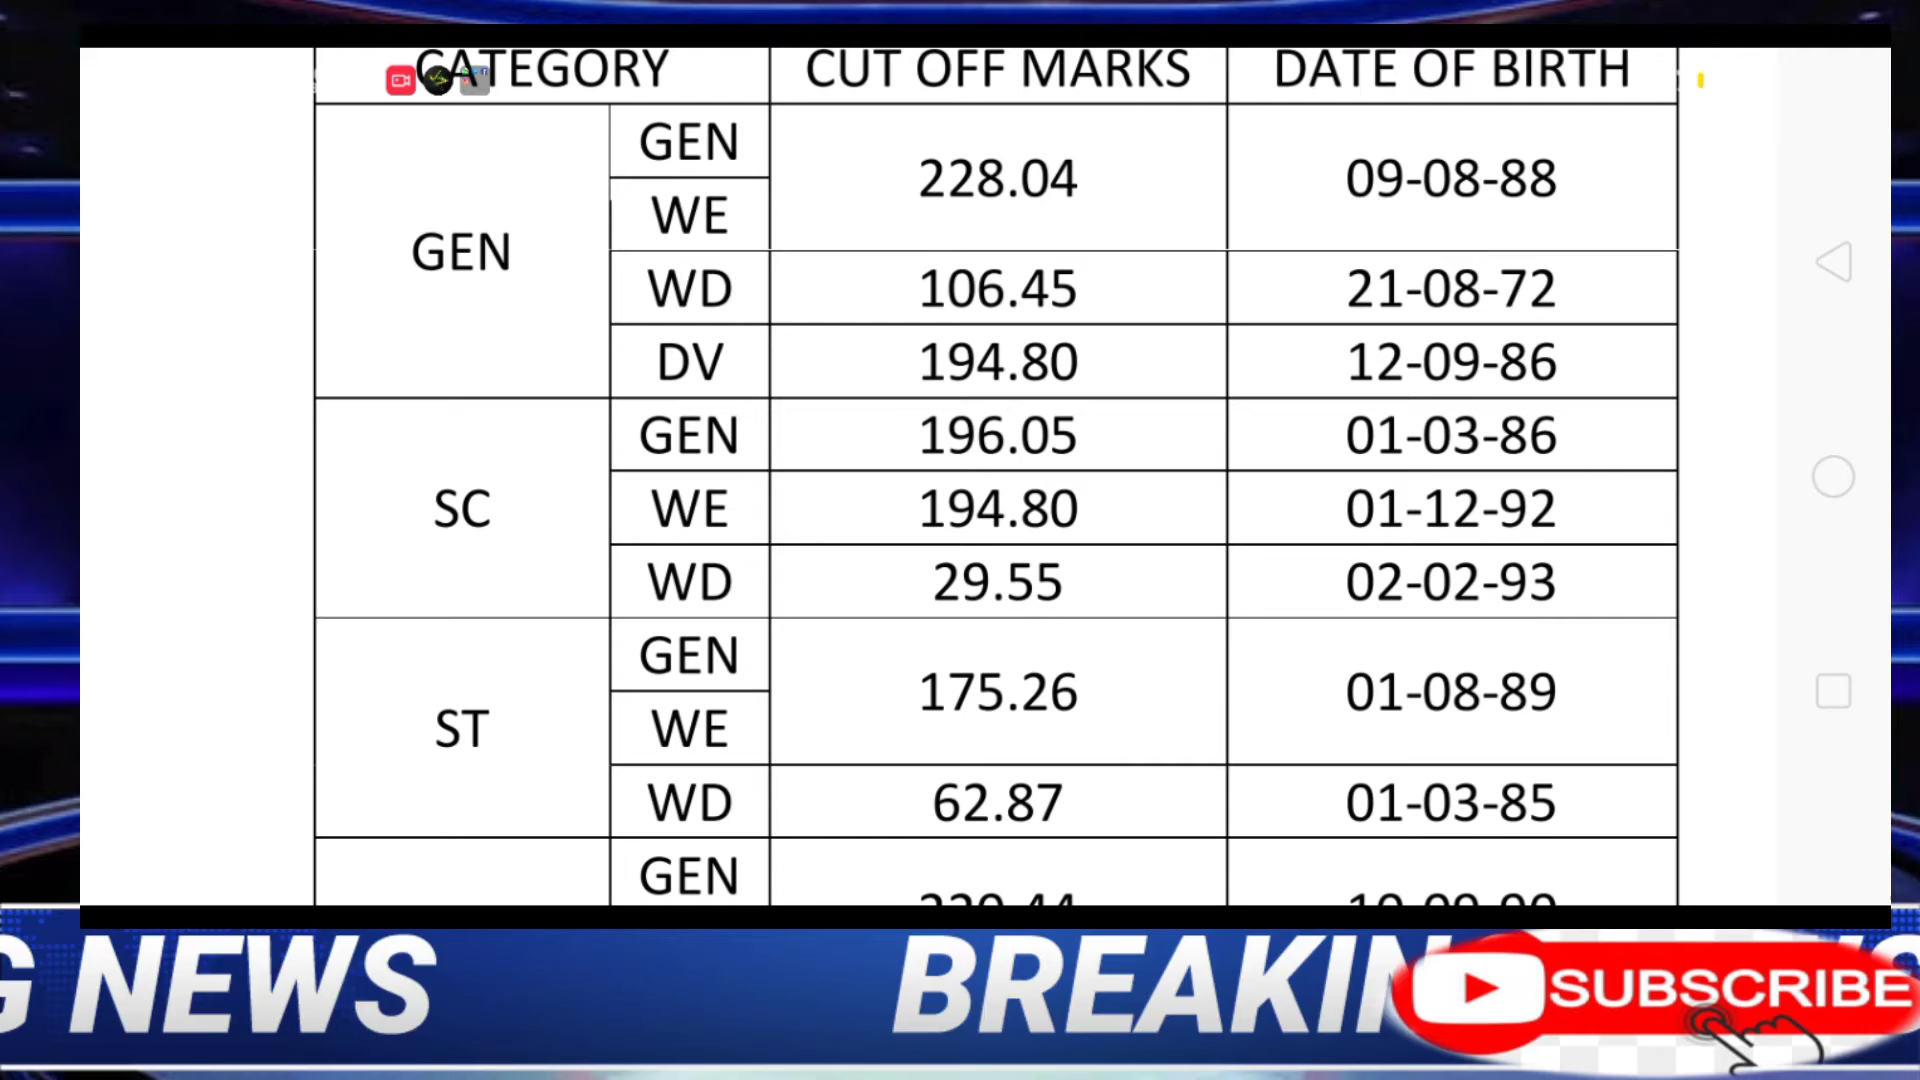 CATEGORY CUT OFF MARKS DATE OF BIRTH
GEN GEN 228.04 09-08-88
WE
WD 106.45 21-08-72
DV 194.80 12-09-86
SC GEN 196.05 01-03-86
WE 194.80 01-12-92
WD 29.55 02-02-93
ST GEN 175.26 01-08-89
WE
WD 62.87 01-03-85
GEN
G NEWS BREAKIN SUBSCRIBE